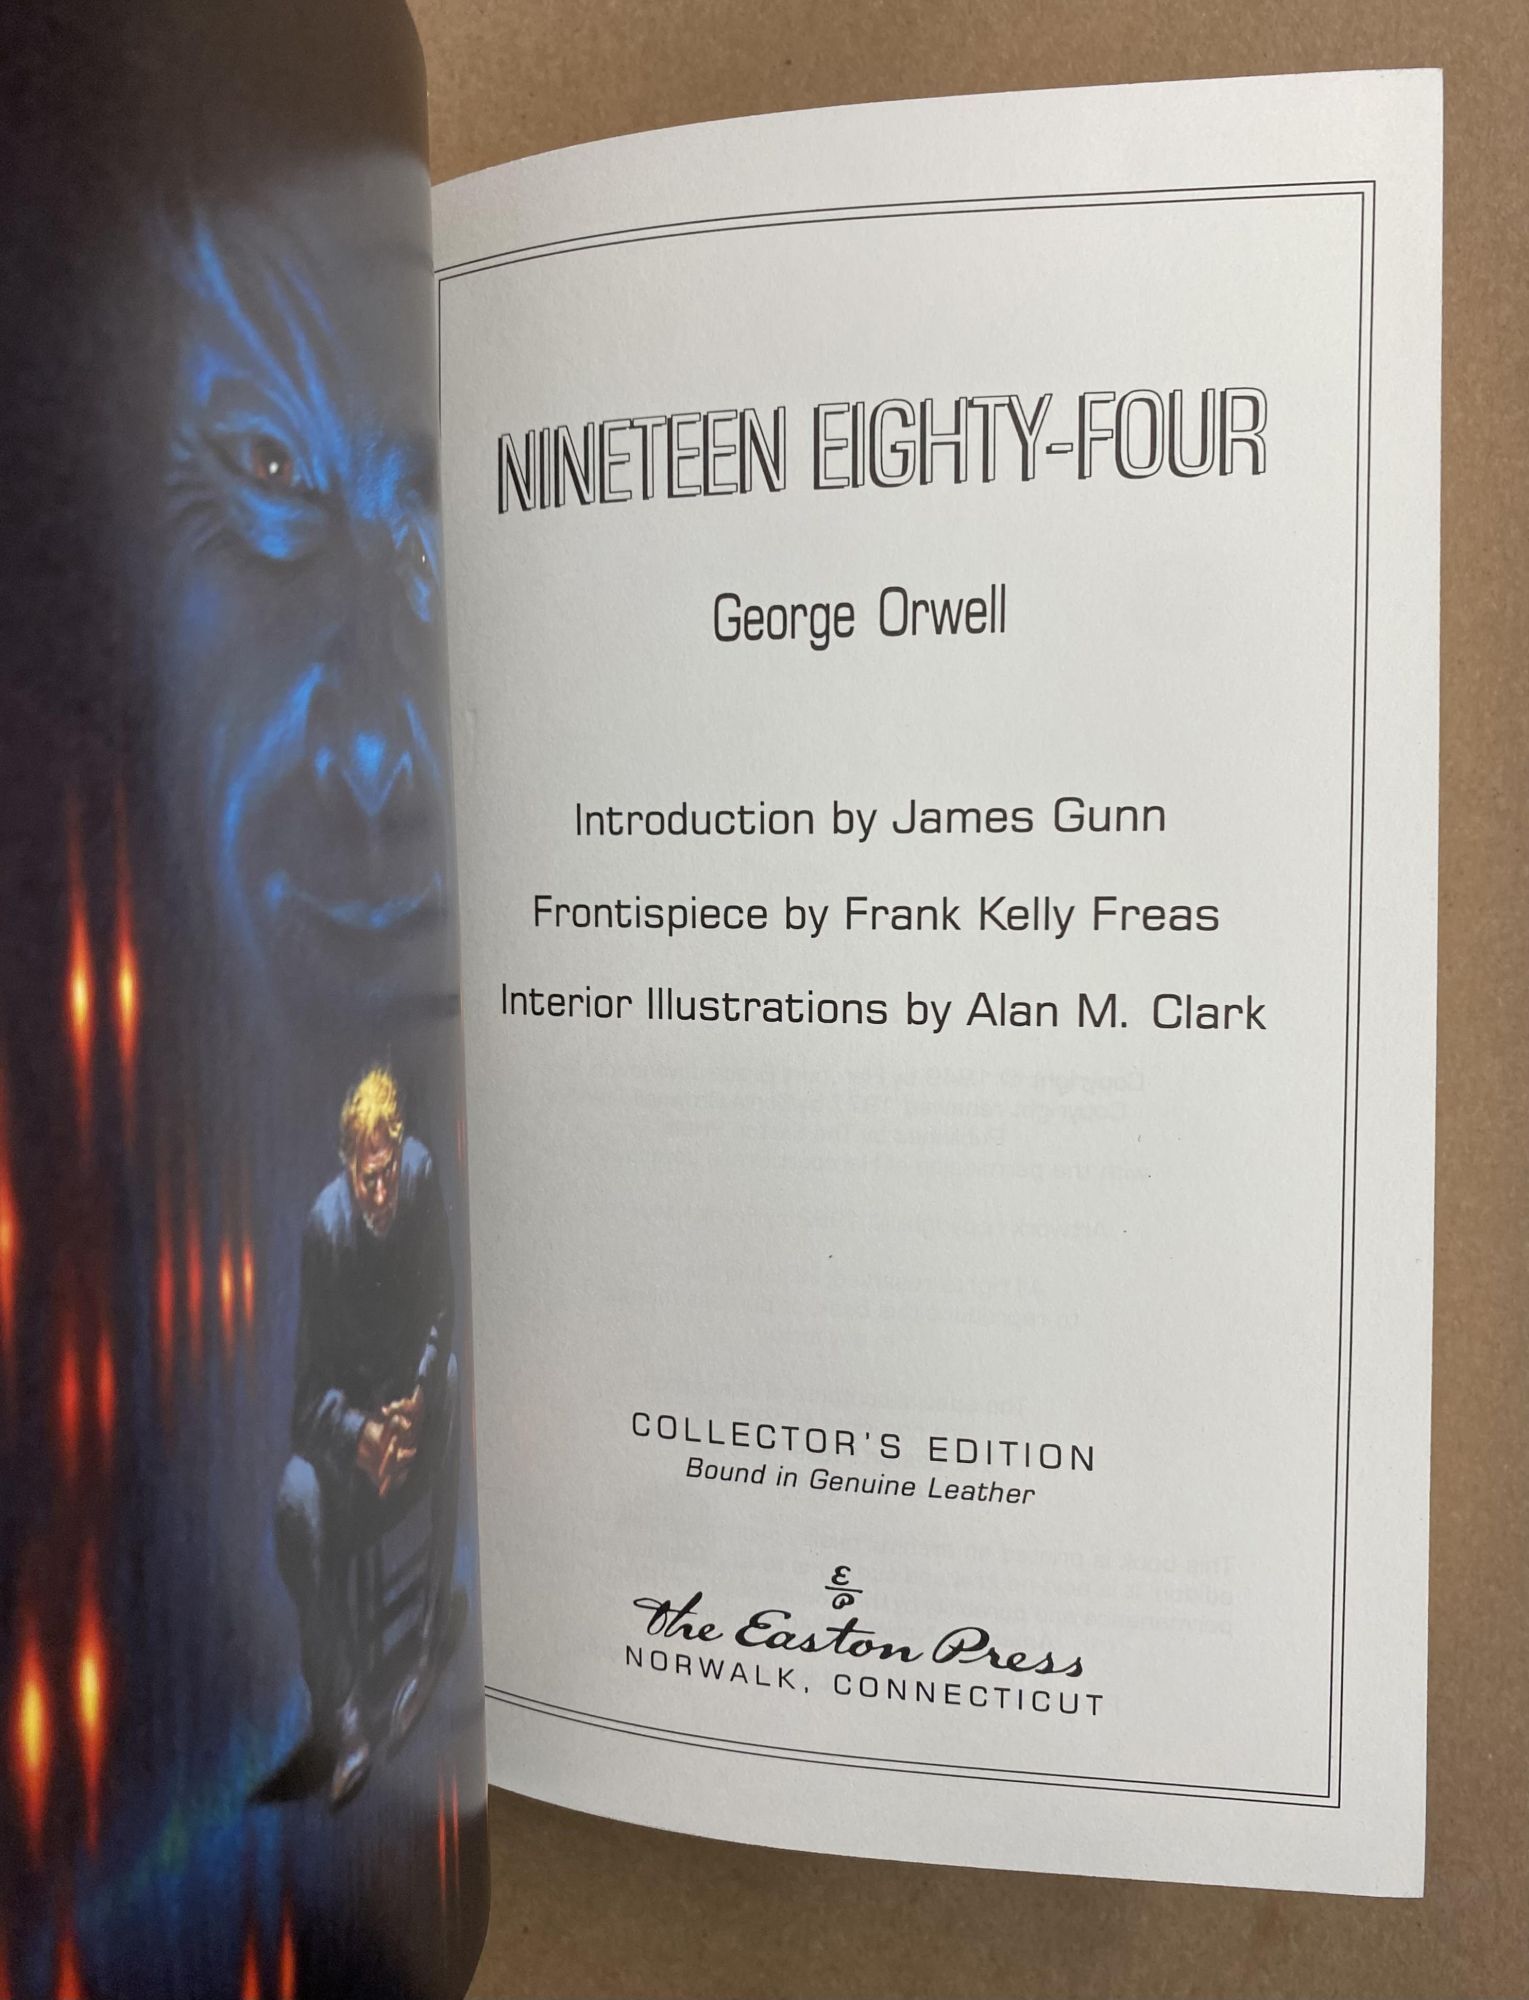 NINETEEN EIGHTY-FOUR
George Orwell
Introduction by James Gunn
Frontispiece by Frank Kelly Freas
Interior Illustrations by Alan M. Clark
COLLECTOR'S EDITION
Bound in Genuine Leather
EP
The Easton Press
NORWALK, CONNECTICUT